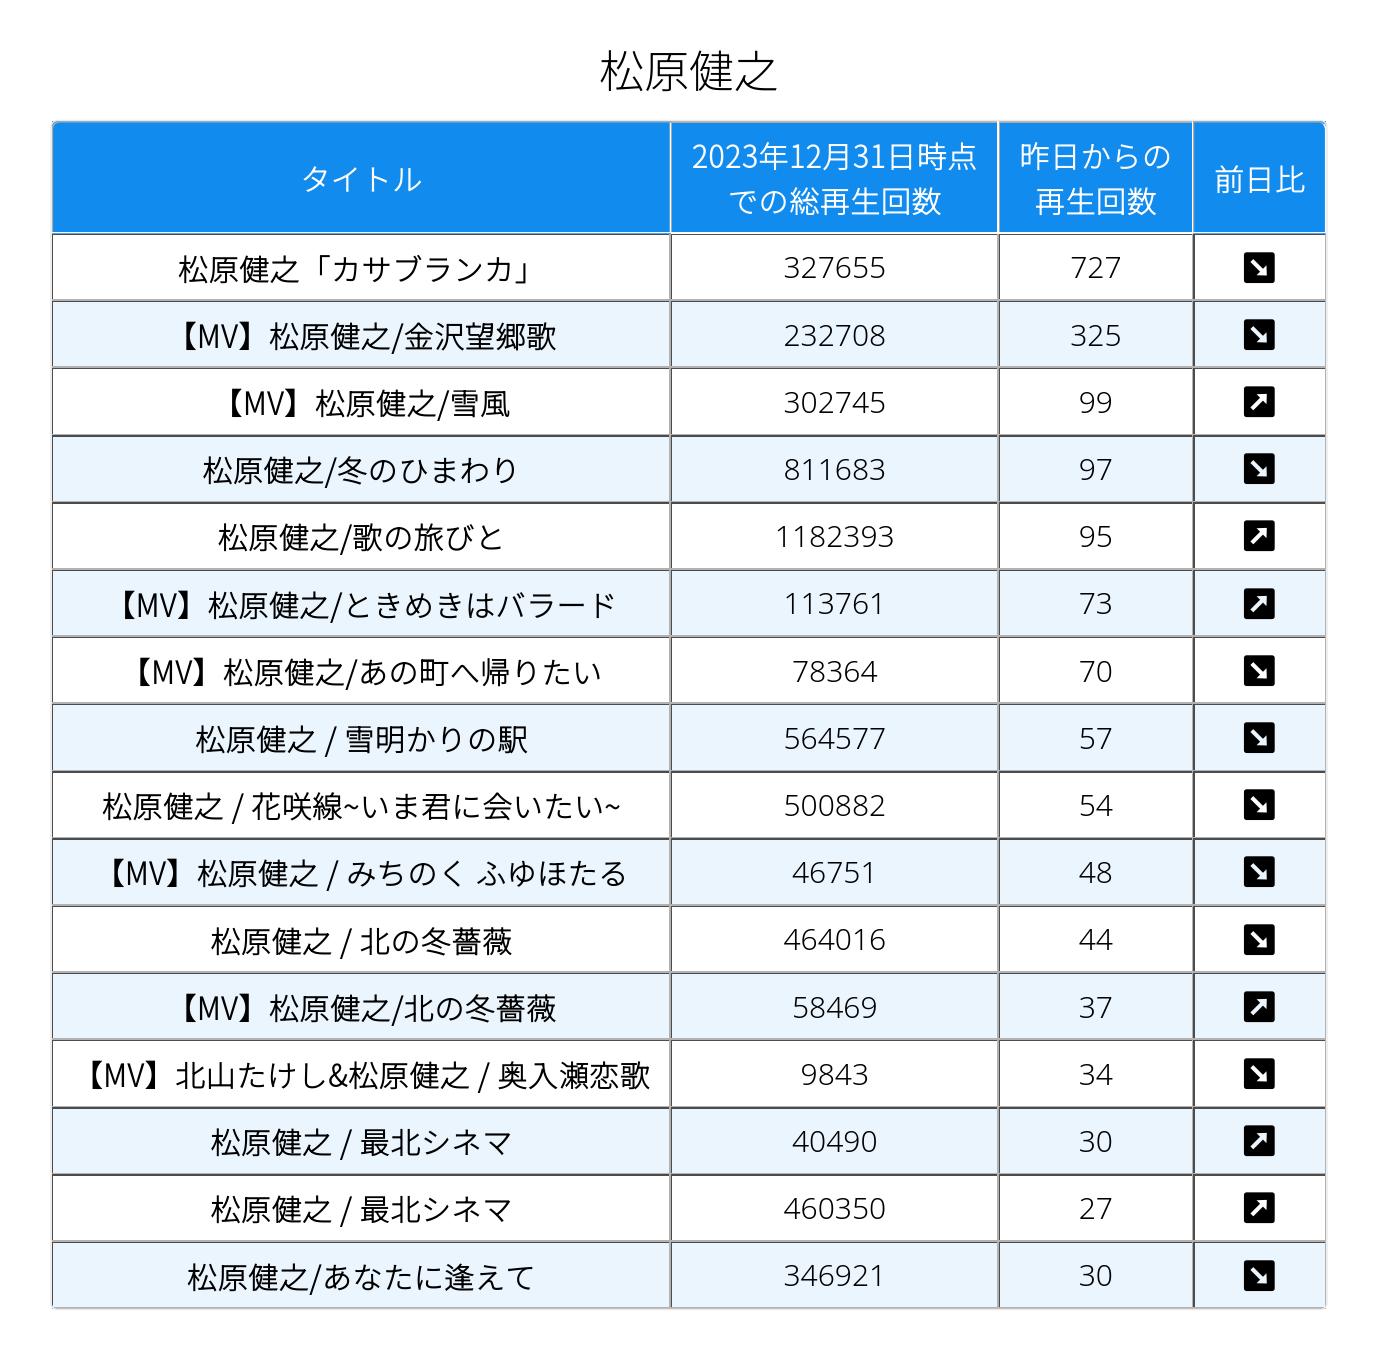 松原健之
タイトル
2023年12月31日時点
での総再生回数
昨日からの
再生回数
前日比
松原健之「カサブランカ」 327655 727 ↘
【MV】松原健之/金沢望郷歌 232708 325 ↘
【MV】松原健之/雪風 302745 99 ↗
松原健之/冬のひまわり 811683 97 ↘
松原健之/歌の旅びと 1182393 95 ↗
【MV】松原健之/ときめきはバラード 113761 73 ↗
【MV】松原健之/あの町へ帰りたい 78364 70 ↘
松原健之 / 雪明かりの駅 564577 57 ↘
松原健之 / 花咲線~いま君に会いたい~ 500882 54 ↘
【MV】松原健之 / みちのく ふゆほたる 46751 48 ↘
松原健之 / 北の冬薔薇 464016 44 ↘
【MV】松原健之/北の冬薔薇 58469 37 ↗
【MV】北山たけし&松原健之 / 奥入瀬恋歌 9843 34 ↘
松原健之 / 最北シネマ 40490 30 ↗
松原健之 / 最北シネマ 460350 27 ↗
松原健之/あなたに逢えて 346921 30 ↘